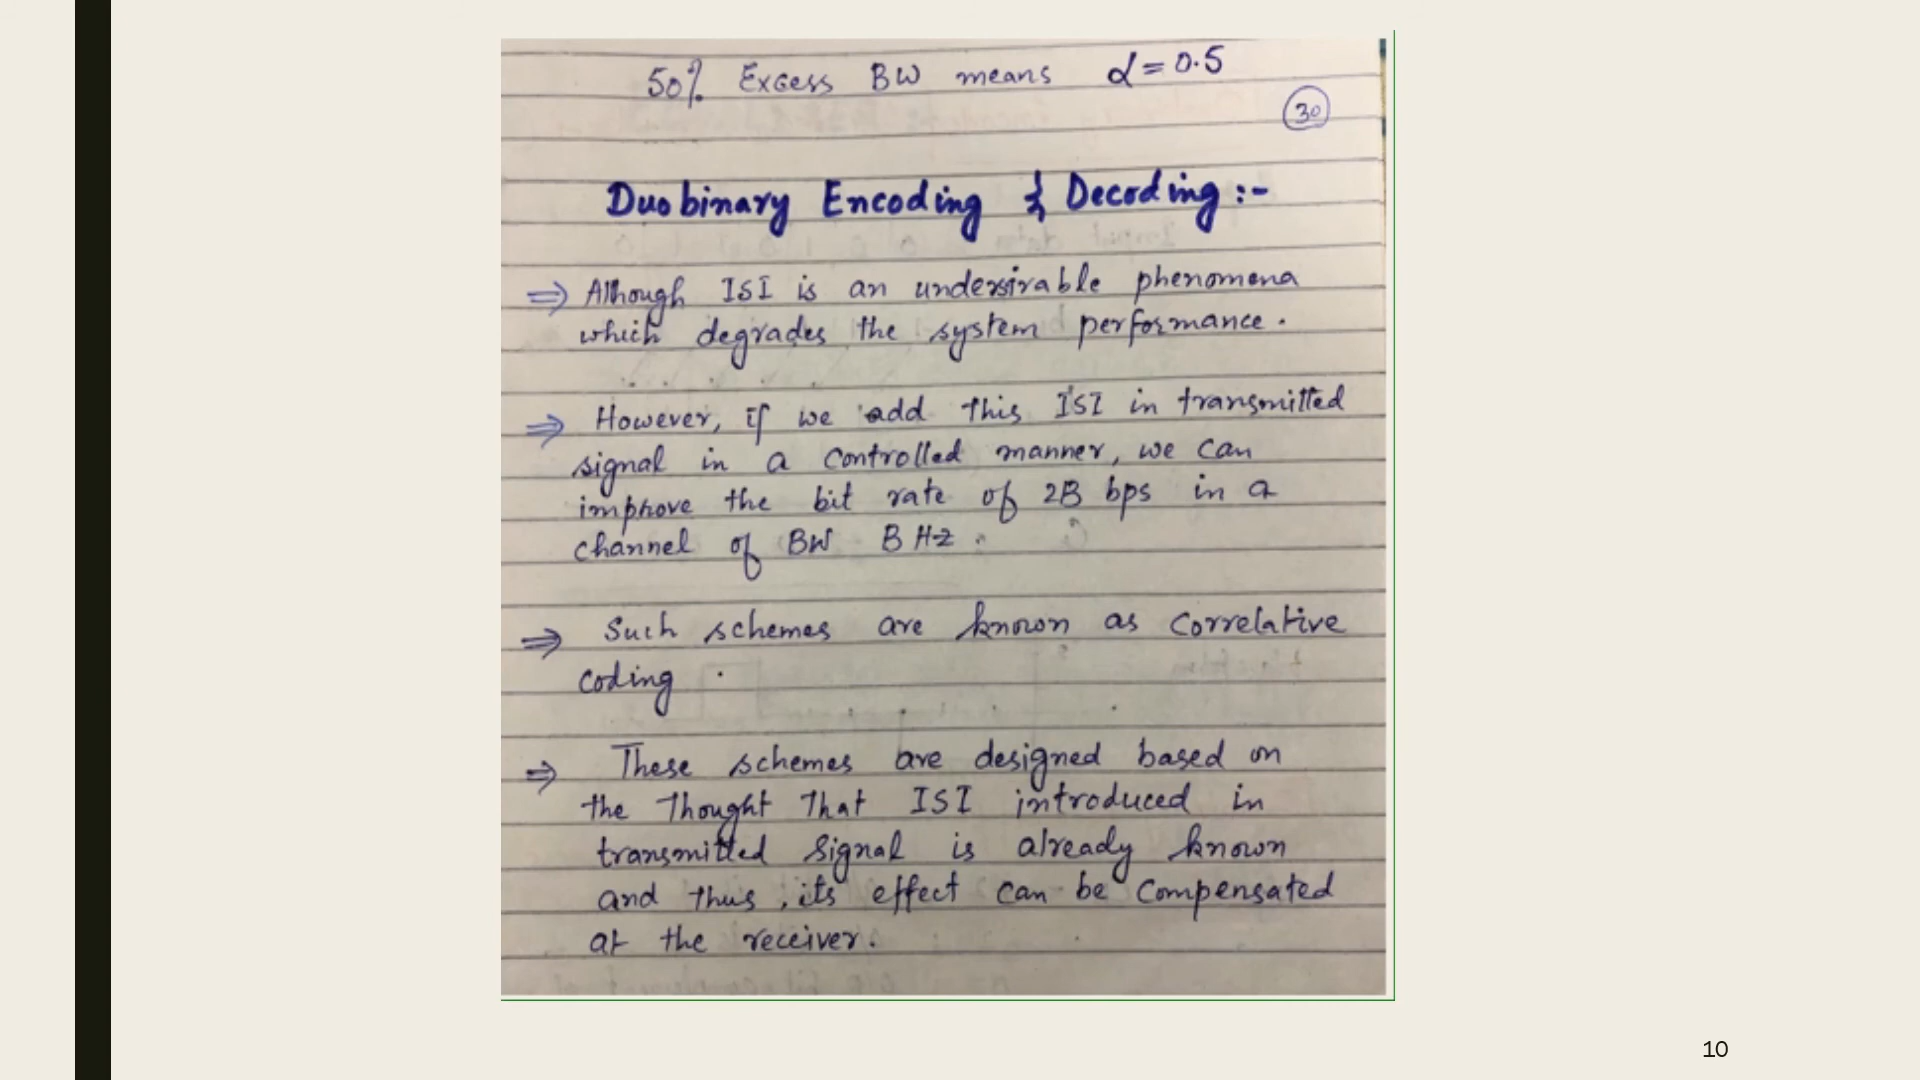 50% Excess BW means α = 0.5
30
Duobinary Encoding & Decoding :-
⇒ Although ISI is an undersirable phenomena
which degrades the system performance.
⇒ However, if we add this ISI in transmitted
signal in a controlled manner, we can
improve the bit rate of 2B bps in a
channel of BW B Hz.
⇒ Such schemes are known as correlative
coding.
⇒ These schemes are designed based on
the thought that ISI introduced in
transmitted signal is already known
and thus, its effect can be compensated
at the receiver.
10